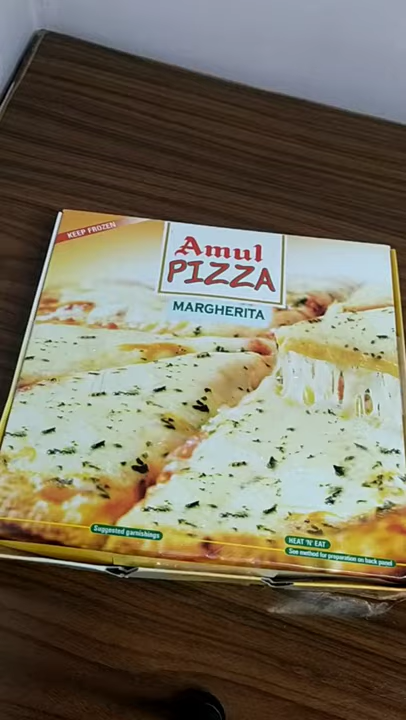 KEEP FROZEN
Amul
PIZZA
MARGHERITA
Suggested garnishings
HEAT 'N' EAT
See method for preparation on back panel